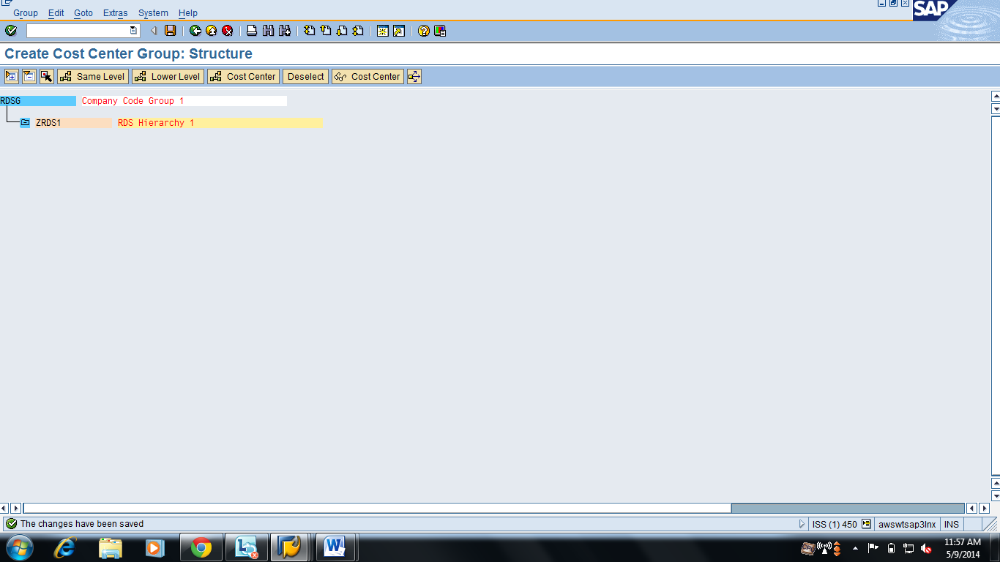 Group Edit Goto Extras System Help
SAP
Create Cost Center Group: Structure
Same Level Lower Level Cost Center Deselect Cost Center
RDSG Company Code Group 1
ZRDS1 RDS Hierarchy 1
The changes have been saved
ISS (1) 450 awswtsap3lnx INS
11:57 AM
5/9/2014